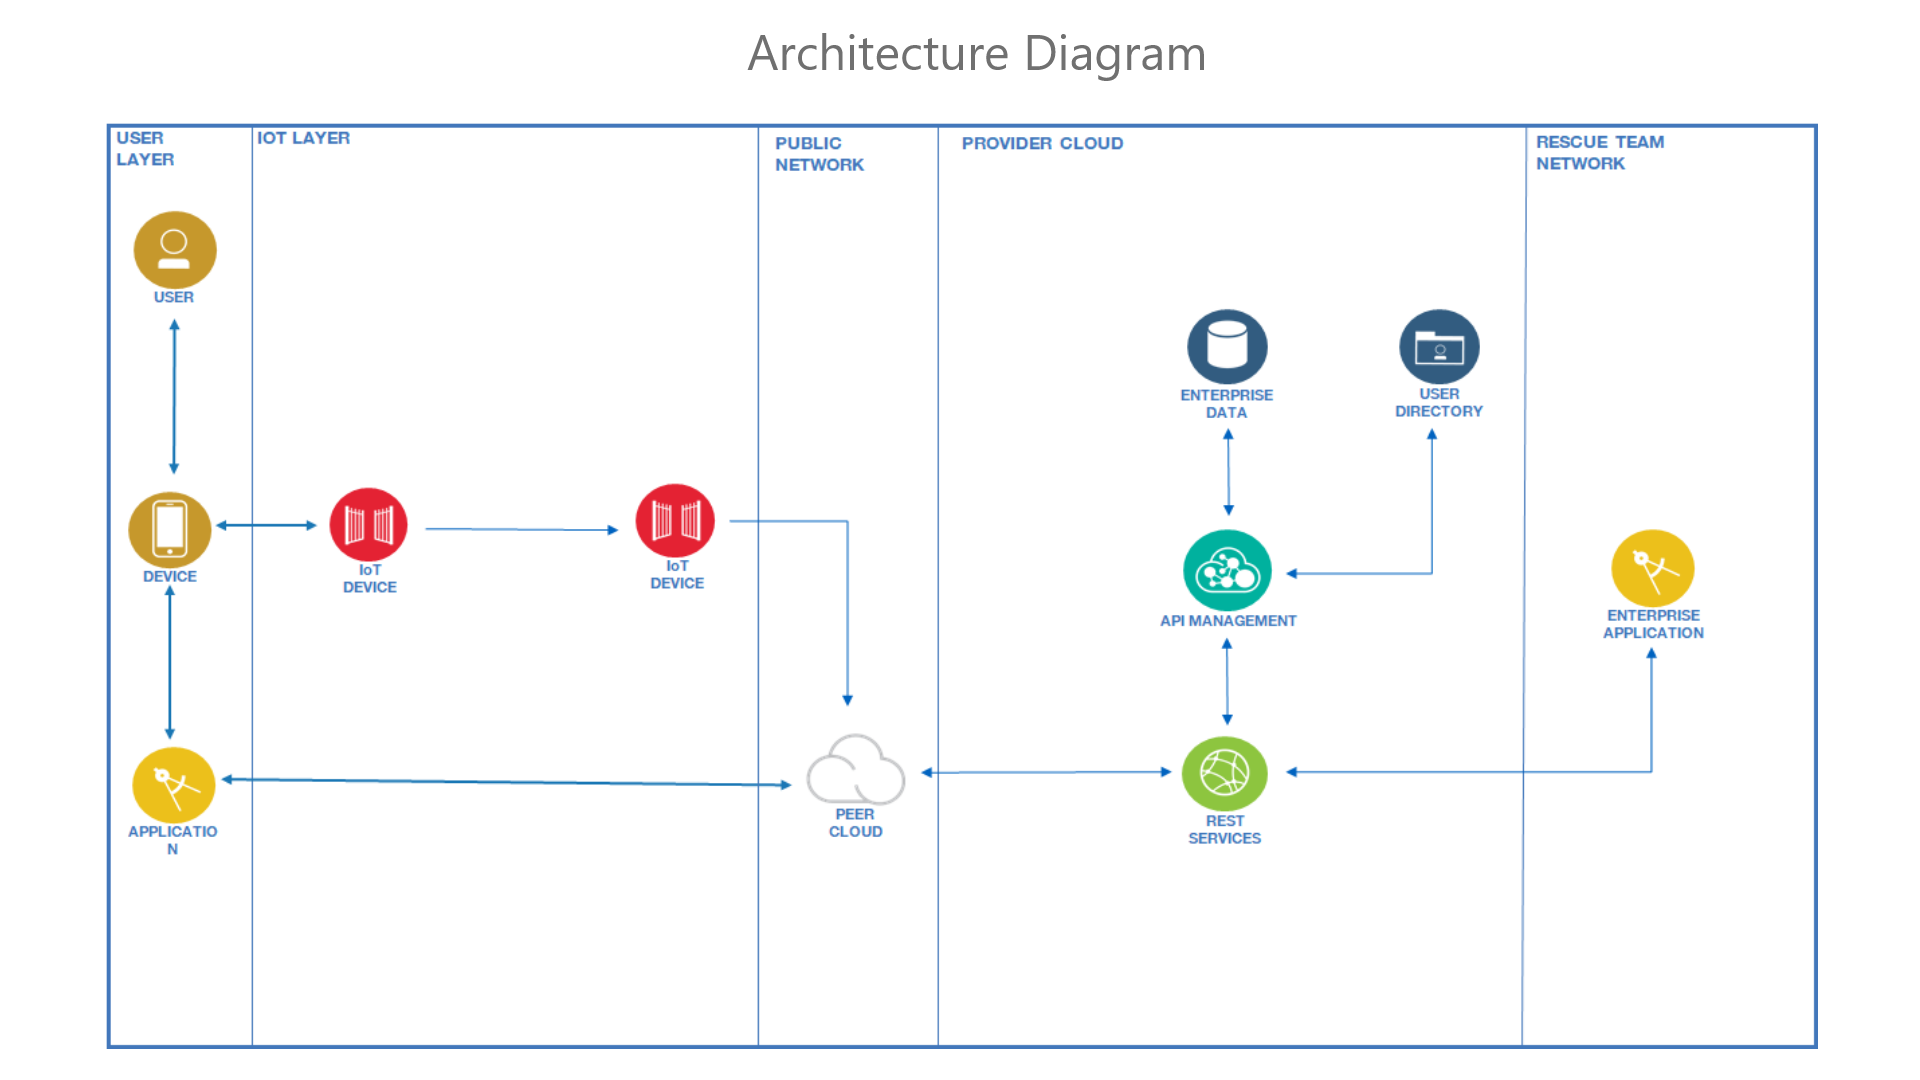 Architecture Diagram
USER
LAYER
IOT LAYER
PUBLIC
NETWORK
PROVIDER CLOUD
RESCUE TEAM
NETWORK
USER
ENTERPRISE
DATA
USER
DIRECTORY
DEVICE
IoT
DEVICE
IoT
DEVICE
API MANAGEMENT
ENTERPRISE
APPLICATION
APPLICATIO
N
PEER
CLOUD
REST
SERVICES